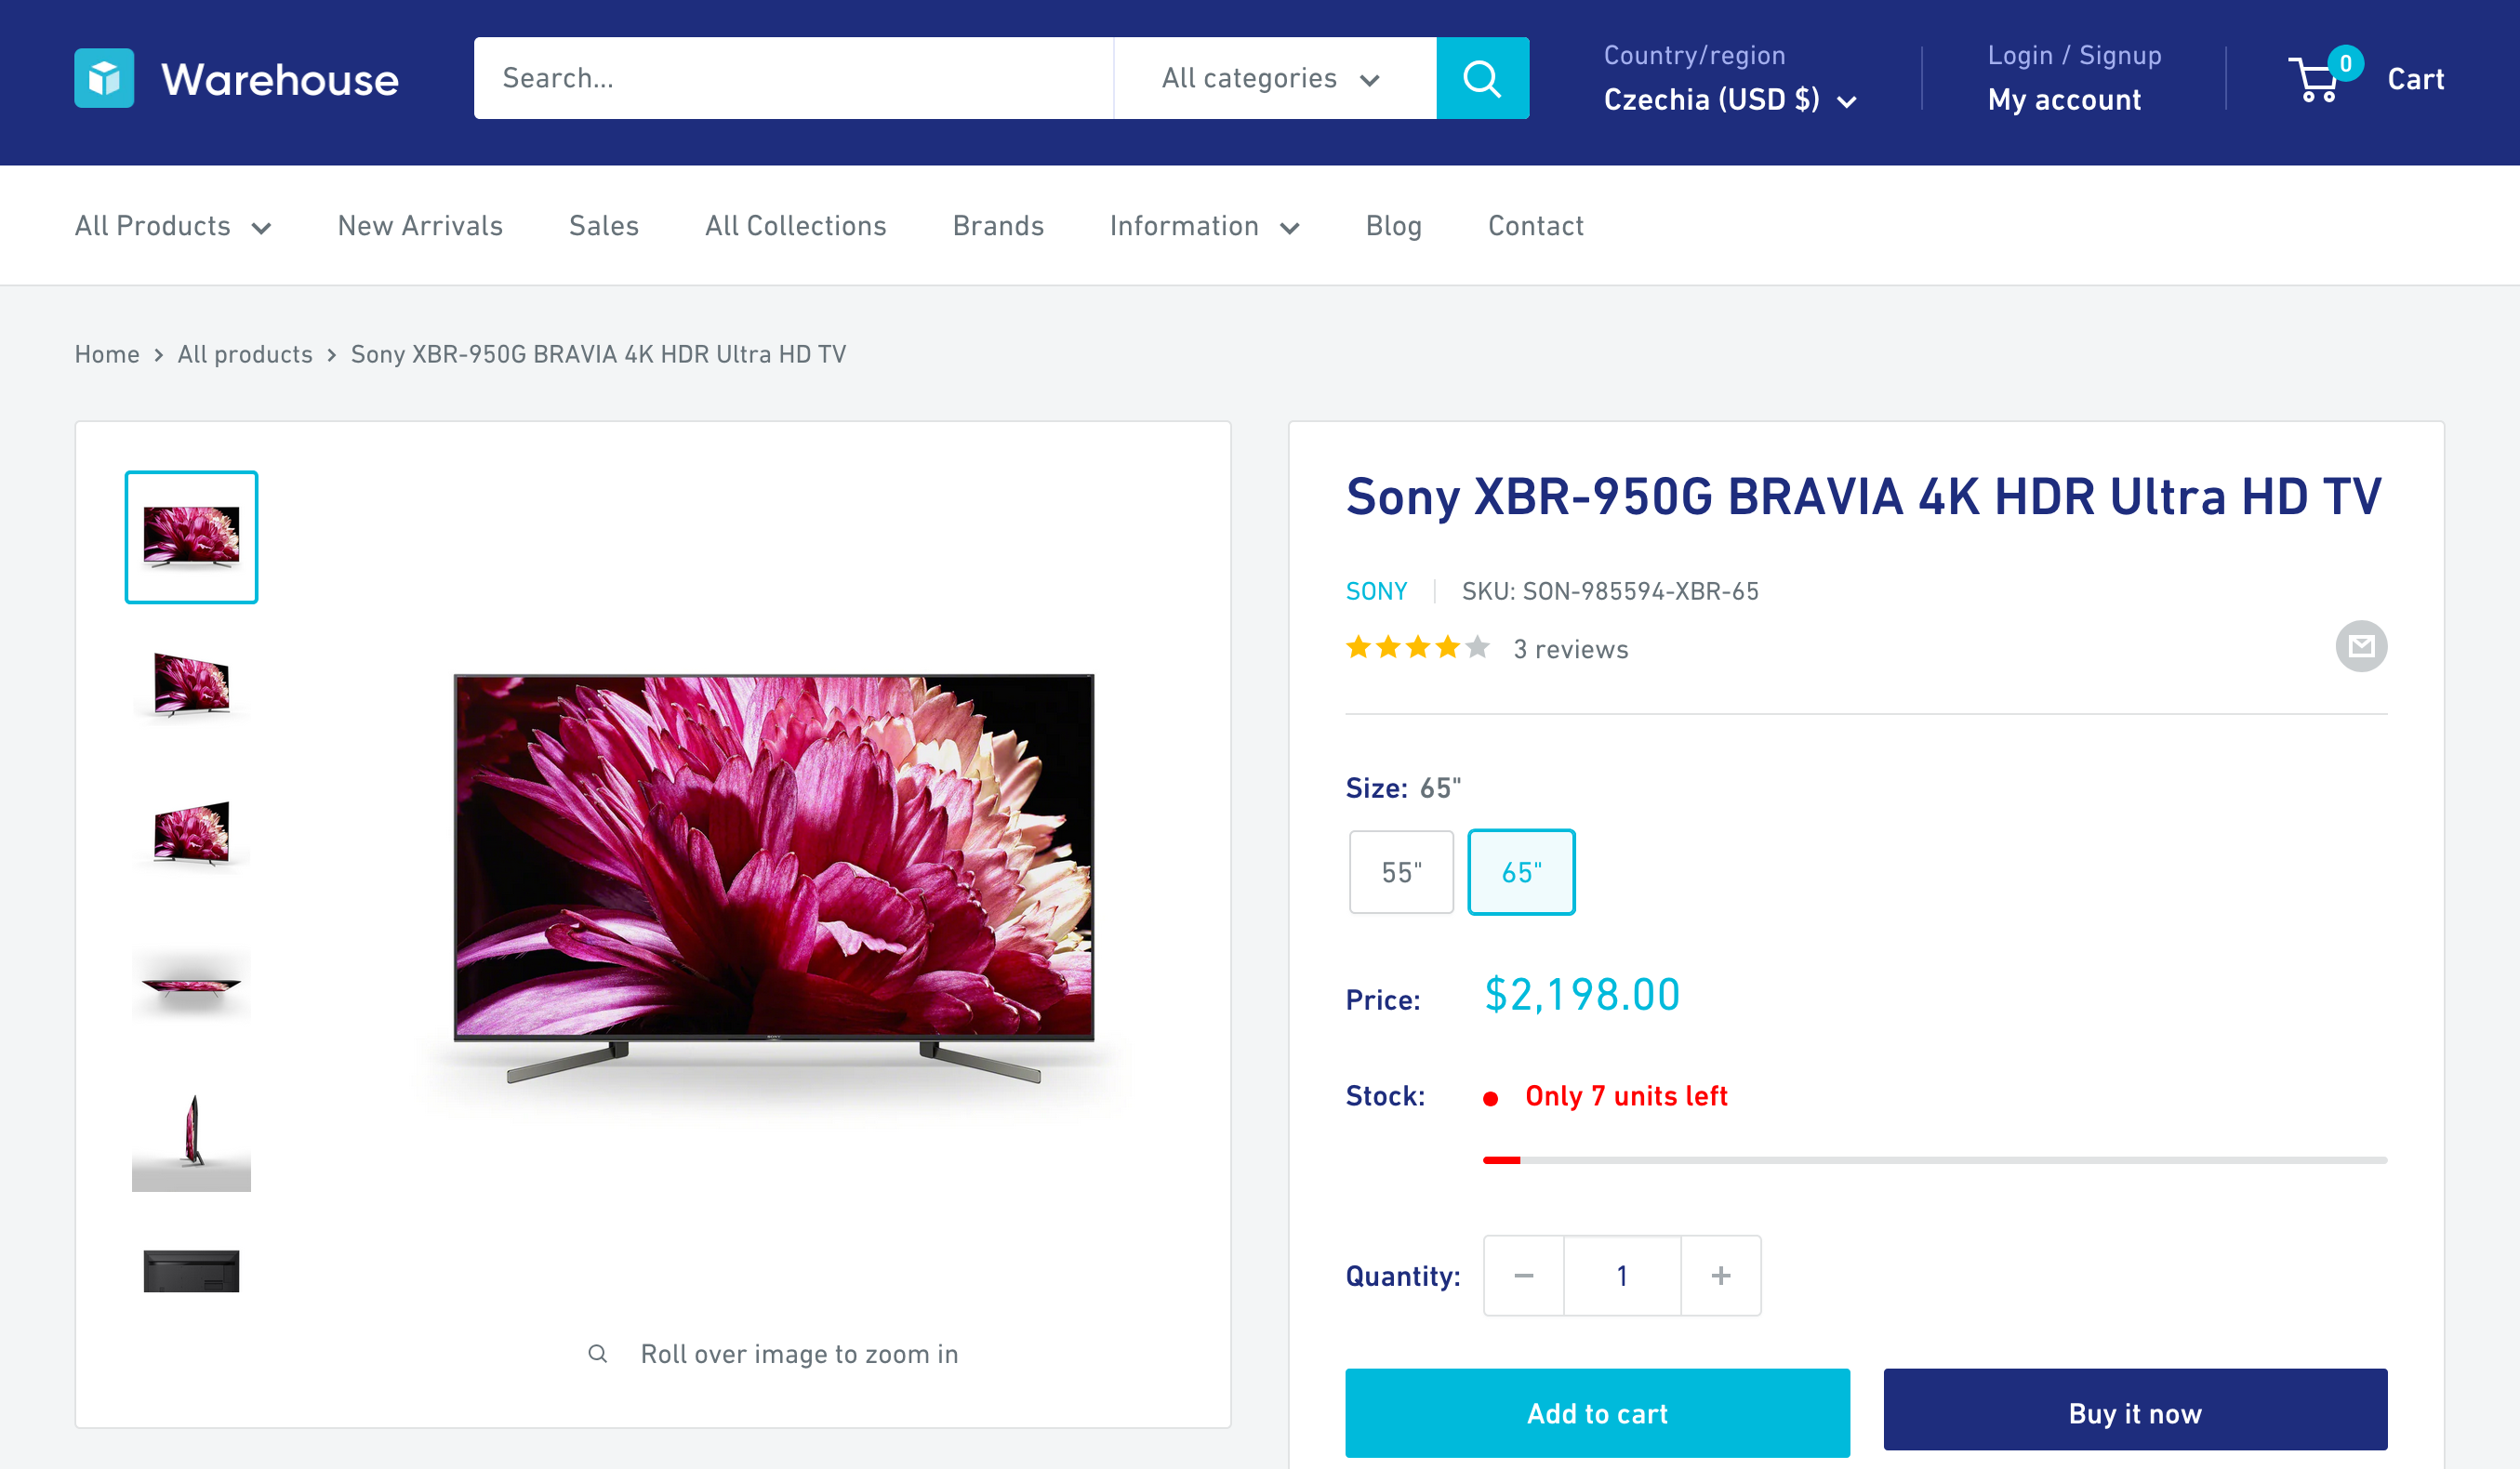 Warehouse
Search...
All categories
Country/region
Czechia (USD $)
Login / Signup
My account
0
Cart
All Products
New Arrivals
Sales
All Collections
Brands
Information
Blog
Contact
Home > All products > Sony XBR-950G BRAVIA 4K HDR Ultra HD TV
Sony XBR-950G BRAVIA 4K HDR Ultra HD TV
SONY
SKU: SON-985594-XBR-65
3 reviews
Size: 65"
55"
65"
Price: $2,198.00
Stock: Only 7 units left
Quantity: − 1 +
Roll over image to zoom in
Add to cart
Buy it now